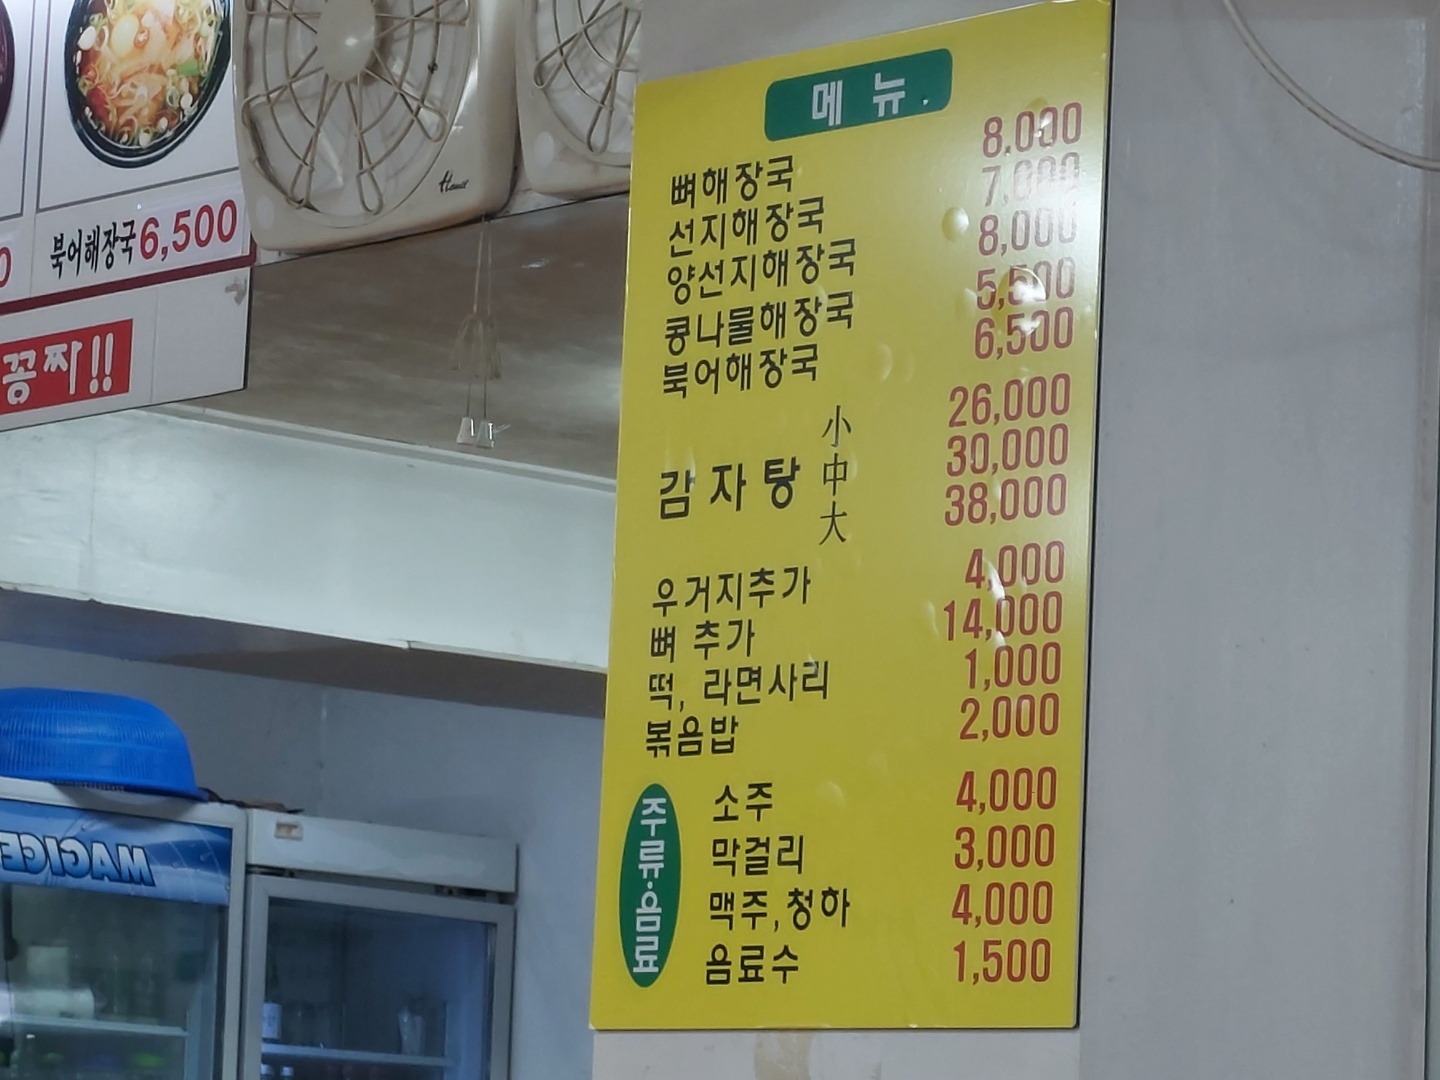 북어해장국 6,500
꽁짜!!
메뉴
뼈해장국 8,000
선지해장국 7,000
양선지해장국 8,000
콩나물해장국 5,500
북어해장국 6,500
감자탕 小 26,000
中 30,000
大 38,000
우거지추가 4,000
뼈 추가 14,000
떡, 라면사리 1,000
볶음밥 2,000
주류·음료
소주 4,000
막걸리 3,000
맥주,청하 4,000
음료수 1,500